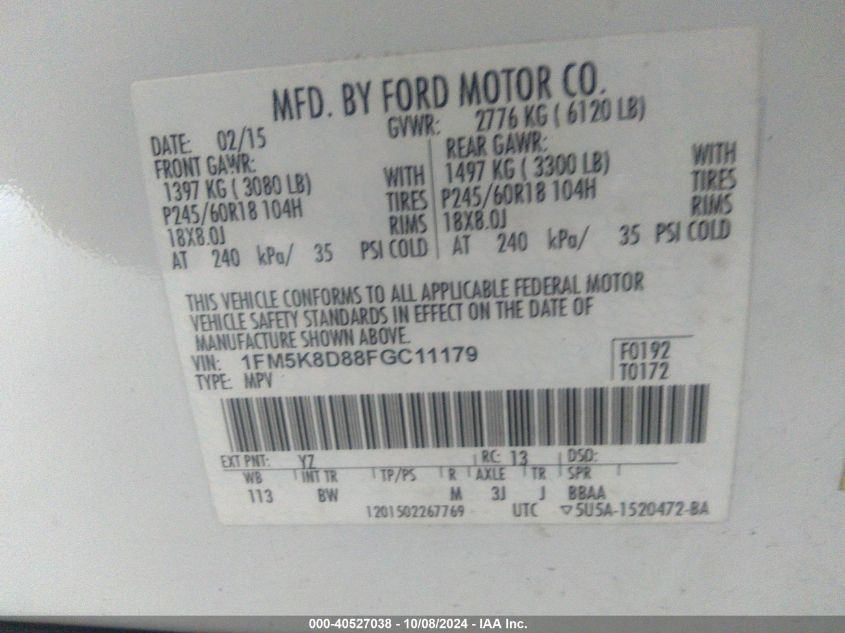 MFD. BY FORD MOTOR CO.
DATE: 02/15 GVWR: 2776 KG ( 6120 LB)
FRONT GAWR: REAR GAWR:
1397 KG ( 3080 LB) WITH 1497 KG ( 3300 LB) WITH
P245/60R18 104H TIRES P245/60R18 104H TIRES
18X8.0J RIMS 18X8.0J RIMS
AT 240 kPa/ 35 PSI COLD AT 240 kPa/ 35 PSI COLD
THIS VEHICLE CONFORMS TO ALL APPLICABLE FEDERAL MOTOR
VEHICLE SAFETY STANDARDS IN EFFECT ON THE DATE OF
MANUFACTURE SHOWN ABOVE.
VIN: 1FM5K8D88FGC11179 F0192
TYPE: MPV T0172
EXT PNT: YZ RC: 13 DSO:
WB INT TR TP/PS R AXLE TR SPR
113 BW M 3J J BBAA
1201502267769 UTC ▽5U5A-1520472-BA
000-40527038 - 10/08/2024 - IAA Inc.